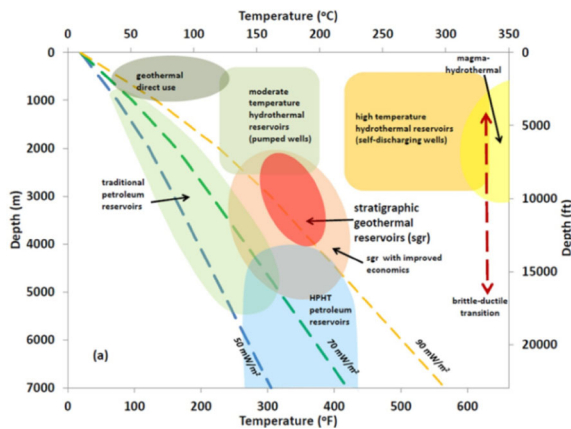 Temperature (ºC)
0 50 100 150 200 250 300 350
0 0
1000
2000
3000
4000
5000
6000
7000
Depth (m)
5000
10000
15000
20000
Depth (ft)
geothermal
direct use
moderate
temperature
hydrothermal
reservoirs
(pumped wells)
high temperature
hydrothermal reservoirs
(self-discharging wells)
magma-
hydrothermal
traditional
petroleum
reservoirs
stratigraphic
geothermal
reservoirs (sgr)
sgr with improved
economics
HPHT
petroleum
reservoirs
brittle-ductile
transition
(a)
50 mW/m²
70 mW/m²
90 mW/m²
0 100 200 300 400 500 600
Temperature (ºF)